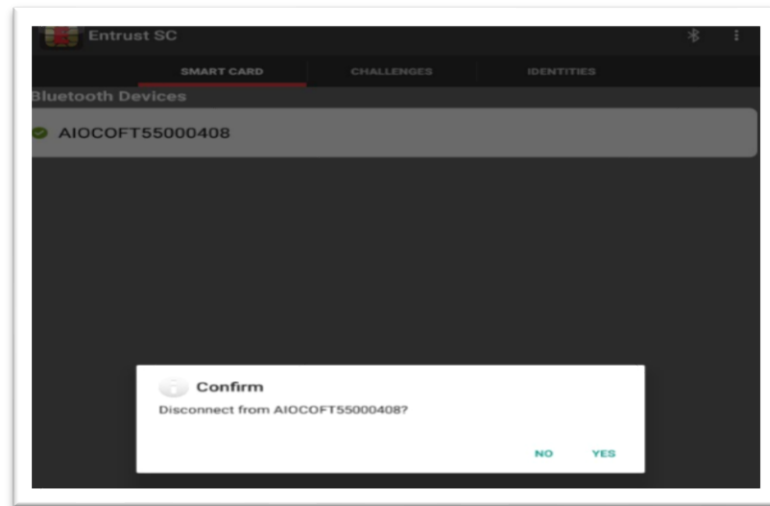 Entrust SC
SMART CARD CHALLENGES IDENTITIES
Bluetooth Devices
AIOCOFT55000408
Confirm
Disconnect from AIOCOFT55000408?
NO YES